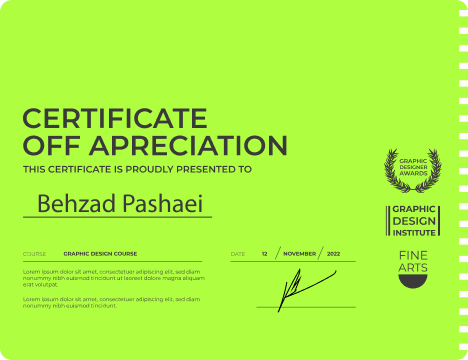 CERTIFICATE
OFF APRECIATION
THIS CERTIFICATE IS PROUDLY PRESENTED TO
Behzad Pashaei
COURSE GRAPHIC DESIGN COURSE
DATE 12 / NOVEMBER / 2022
Lorem ipsum dolor sit amet, consectetuer adipiscing elit, sed diam
nonummy nibh euismod tincidunt ut laoreet dolore magna aliquam
erat volutpat.
Lorem ipsum dolor sit amet, consectetuer adipiscing elit, sed diam
nonummy nibh euismod tincidunt.
GRAPHIC
DESIGNER
AWARDS
GRAPHIC
DESIGN
INSTITUTE
FINE
ARTS